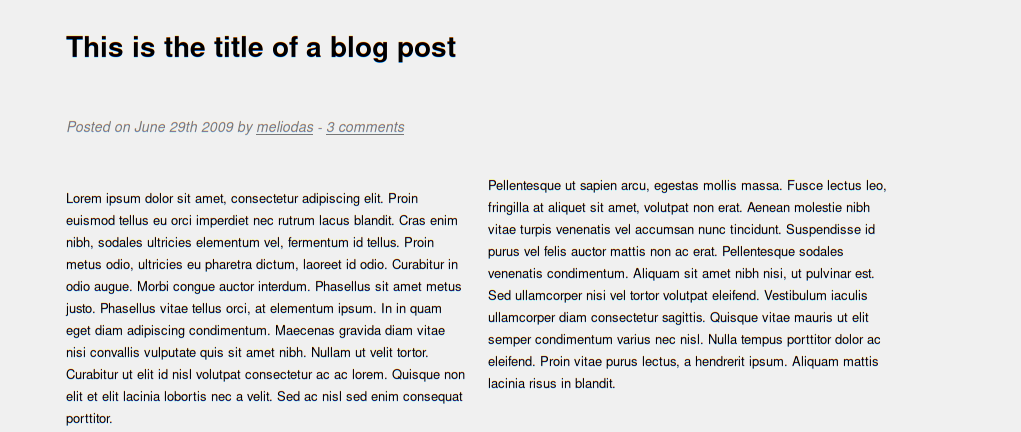 This is the title of a blog post
Posted on June 29th 2009 by meliodas - 3 comments
Lorem ipsum dolor sit amet, consectetur adipiscing elit. Proin
euismod tellus eu orci imperdiet nec rutrum lacus blandit. Cras enim
nibh, sodales ultricies elementum vel, fermentum id tellus. Proin
metus odio, ultricies eu pharetra dictum, laoreet id odio. Curabitur in
odio augue. Morbi congue auctor interdum. Phasellus sit amet metus
justo. Phasellus vitae tellus orci, at elementum ipsum. In in quam
eget diam adipiscing condimentum. Maecenas gravida diam vitae
nisi convallis vulputate quis sit amet nibh. Nullam ut velit tortor.
Curabitur ut elit id nisl volutpat consectetur ac ac lorem. Quisque non
elit et elit lacinia lobortis nec a velit. Sed ac nisl sed enim consequat
porttitor.
Pellentesque ut sapien arcu, egestas mollis massa. Fusce lectus leo,
fringilla at aliquet sit amet, volutpat non erat. Aenean molestie nibh
vitae turpis venenatis vel accumsan nunc tincidunt. Suspendisse id
purus vel felis auctor mattis non ac erat. Pellentesque sodales
venenatis condimentum. Aliquam sit amet nibh nisi, ut pulvinar est.
Sed ullamcorper nisi vel tortor volutpat eleifend. Vestibulum iaculis
ullamcorper diam consectetur sagittis. Quisque vitae mauris ut elit
semper condimentum varius nec nisl. Nulla tempus porttitor dolor ac
eleifend. Proin vitae purus lectus, a hendrerit ipsum. Aliquam mattis
lacinia risus in blandit.